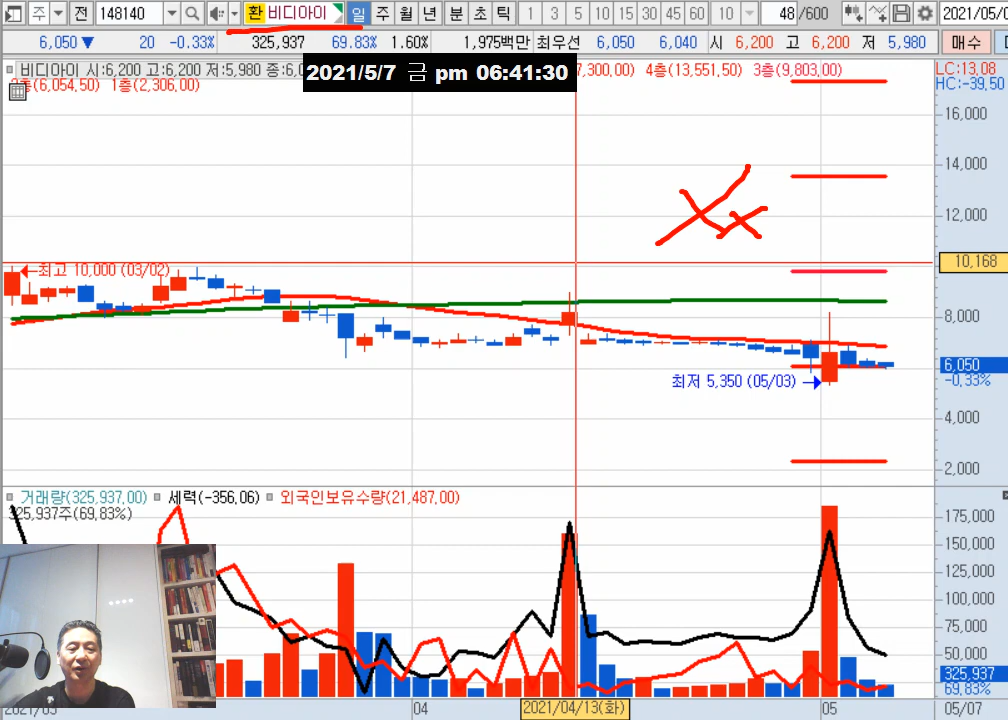 주 전 148140 환 비디아이 일 주 월 년 분 초 틱 1 3 5 10 15 30 45 60 10 48 /600 2021/05/0
6,050▼ 20 -0.33% 325,937 69.83% 1.60% 1,975백만 최우선 6,050 6,040 시 6,200 고 6,200 저 5,980 매수
비디아이 시:6,200 고:6,200 저:5,980 종:6,0 7,300.00) 4층(13,551.50) 3층(9,803.00)
LC:13.08
HC:-39.50
2021/5/7 금 pm 06:41:30
층(6,054.50) 1층(2,306.00)
16,000
14,000
12,000
10,168
최고 10,000 (03/02)
8,000
6,050
-0.33%
최저 5,350 (05/03)
4,000
2,000
거래량(325,937.00) 세력(-356.06) 외국인보유수량(21,487.00)
325,937주(69.83%)
175,000
150,000
125,000
100,000
75,000
50,000
325,937
69.83%
2021/03 04 2021/04/13(화) 05 05/07